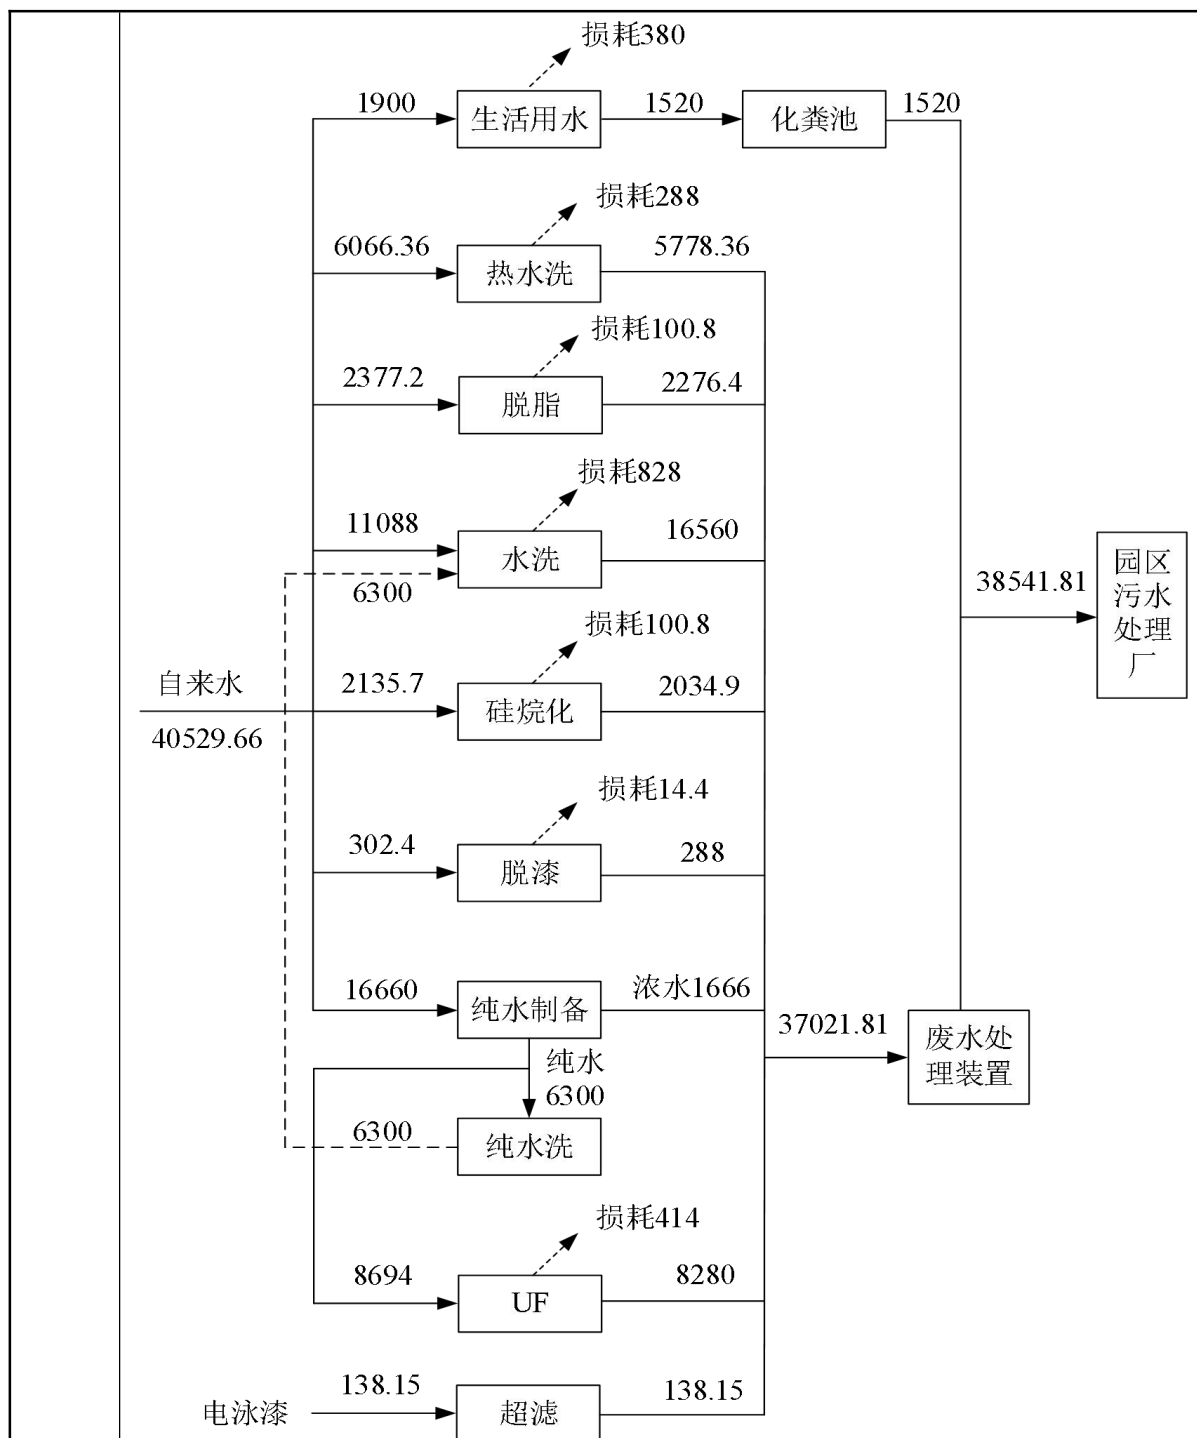 损耗380
1900
生活用水
1520
化粪池
1520
损耗288
6066.36
热水洗
5778.36
损耗100.8
2377.2
脱脂
2276.4
损耗828
11088
水洗
16560
6300
园区
污水
处理
厂
38541.81
损耗100.8
自来水
40529.66
2135.7
硅烷化
2034.9
损耗14.4
302.4
脱漆
288
16660
纯水制备
浓水1666
37021.81
废水处
理装置
纯水
6300
6300
纯水洗
损耗414
8694
UF
8280
电泳漆
138.15
超滤
138.15